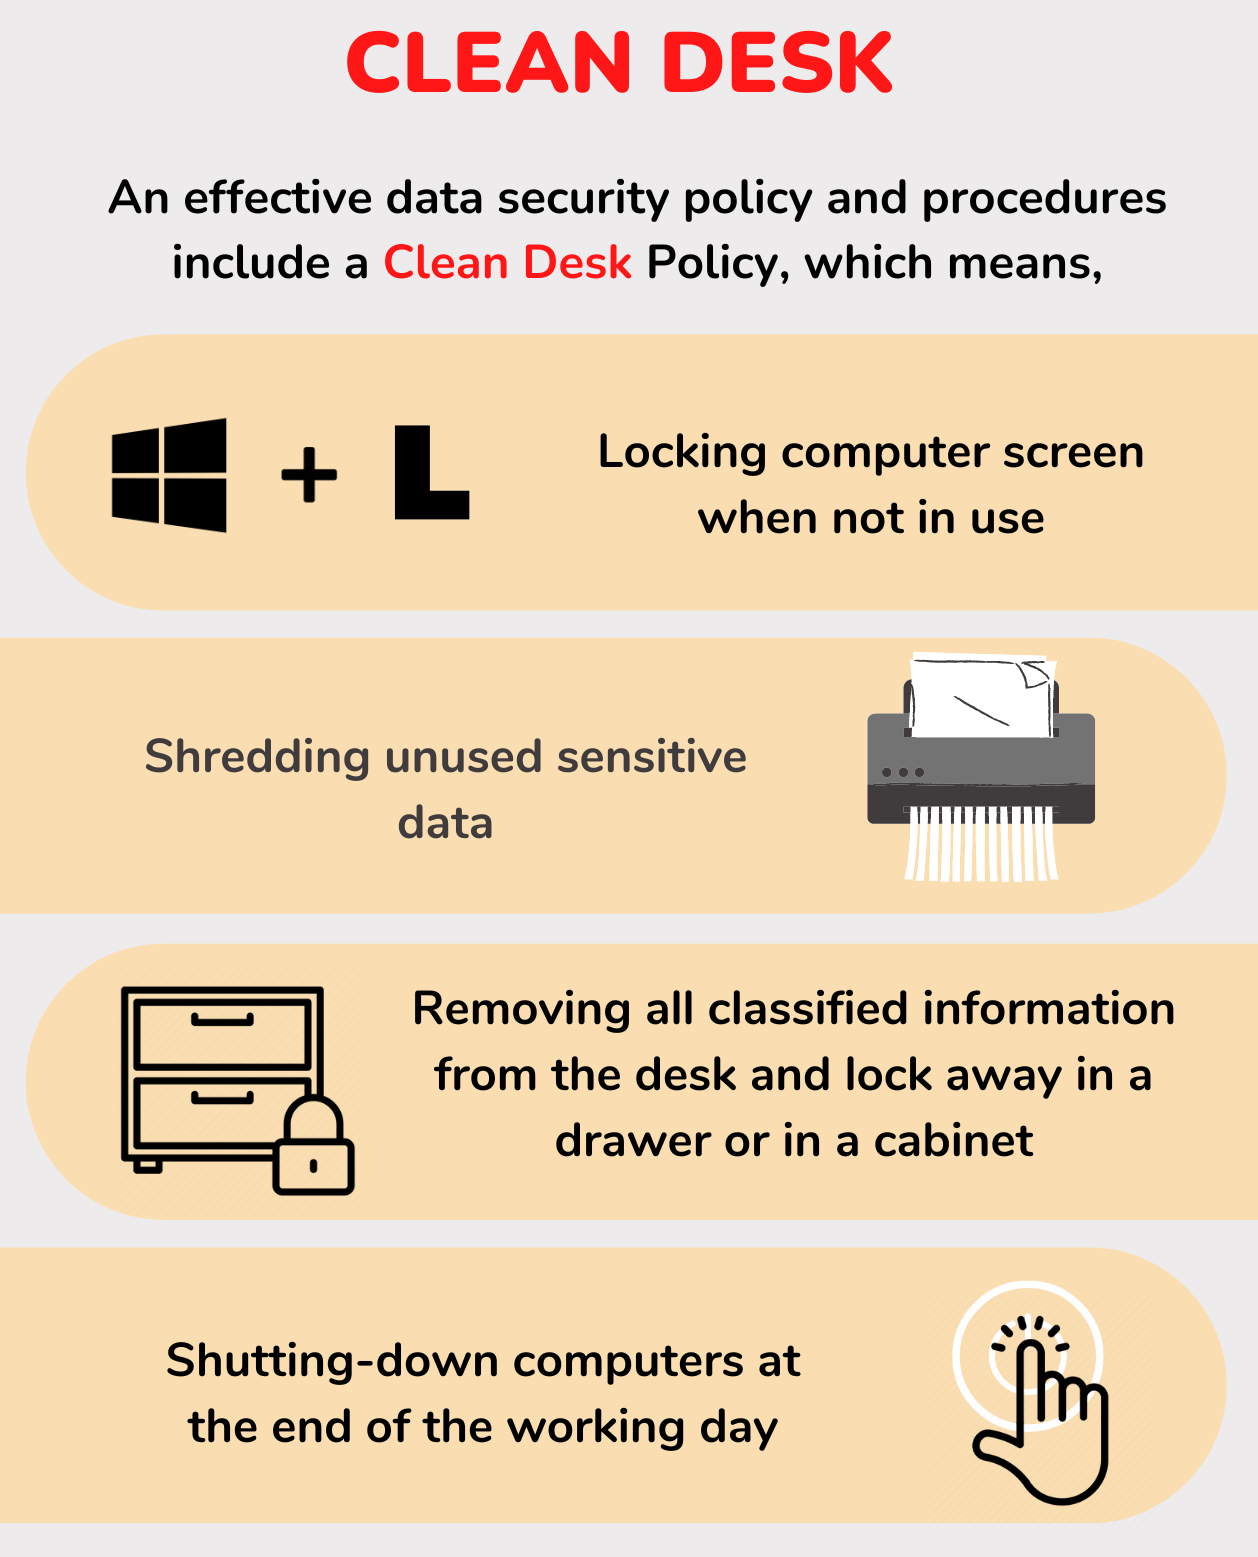 CLEAN DESK
An effective data security policy and procedures
include a Clean Desk Policy, which means,
+ L
Locking computer screen
when not in use
Shredding unused sensitive
data
Removing all classified information
from the desk and lock away in a
drawer or in a cabinet
Shutting-down computers at
the end of the working day